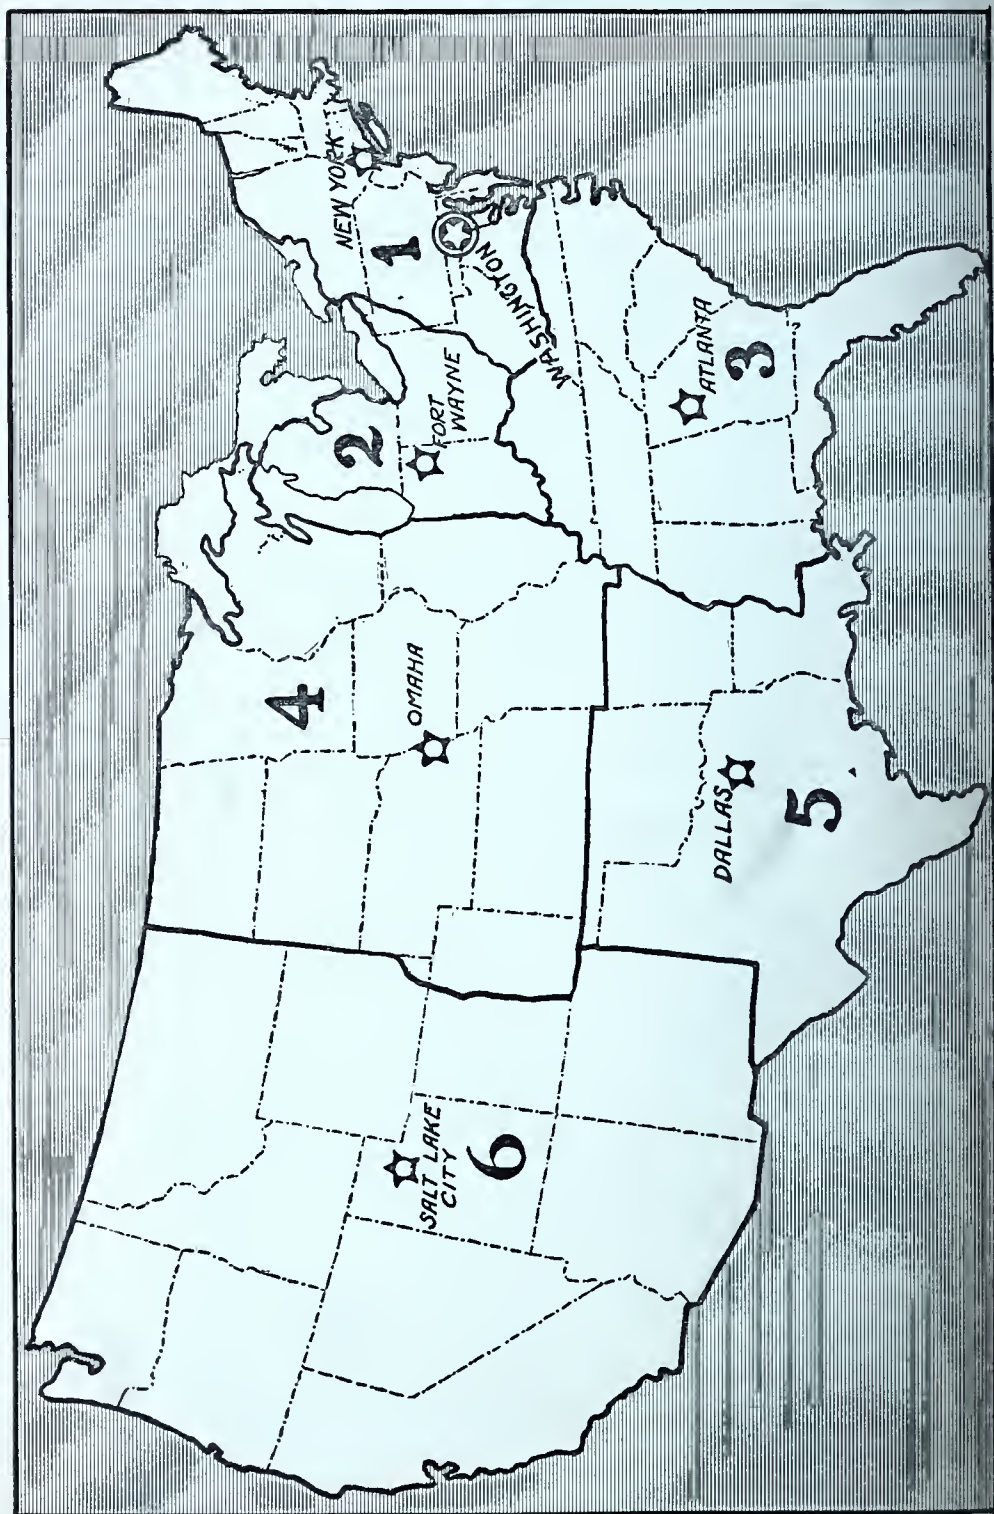 NEW YORK
1
WASHINGTON
2
FORT
WAYNE
ATLANTA
3
4
OMAHA
DALLAS
5
SALT LAKE
CITY
6